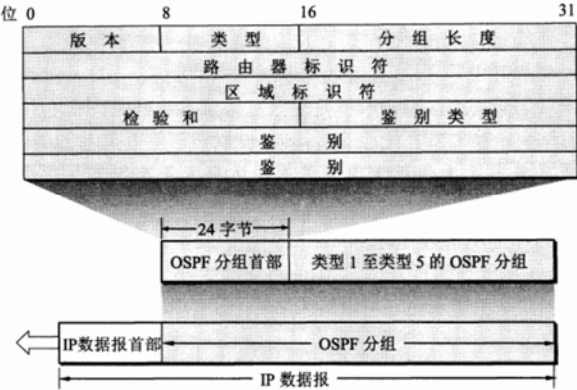 位 0 8 16 31
版 本 类 型 分 组 长 度
路 由 器 标 识 符
区 域 标 识 符
检 验 和 鉴 别 类 型
鉴 别
鉴 别
24 字节
OSPF 分组首部 类型 1 至类型 5 的 OSPF 分组
IP数据报首部 OSPF 分组
IP 数据报